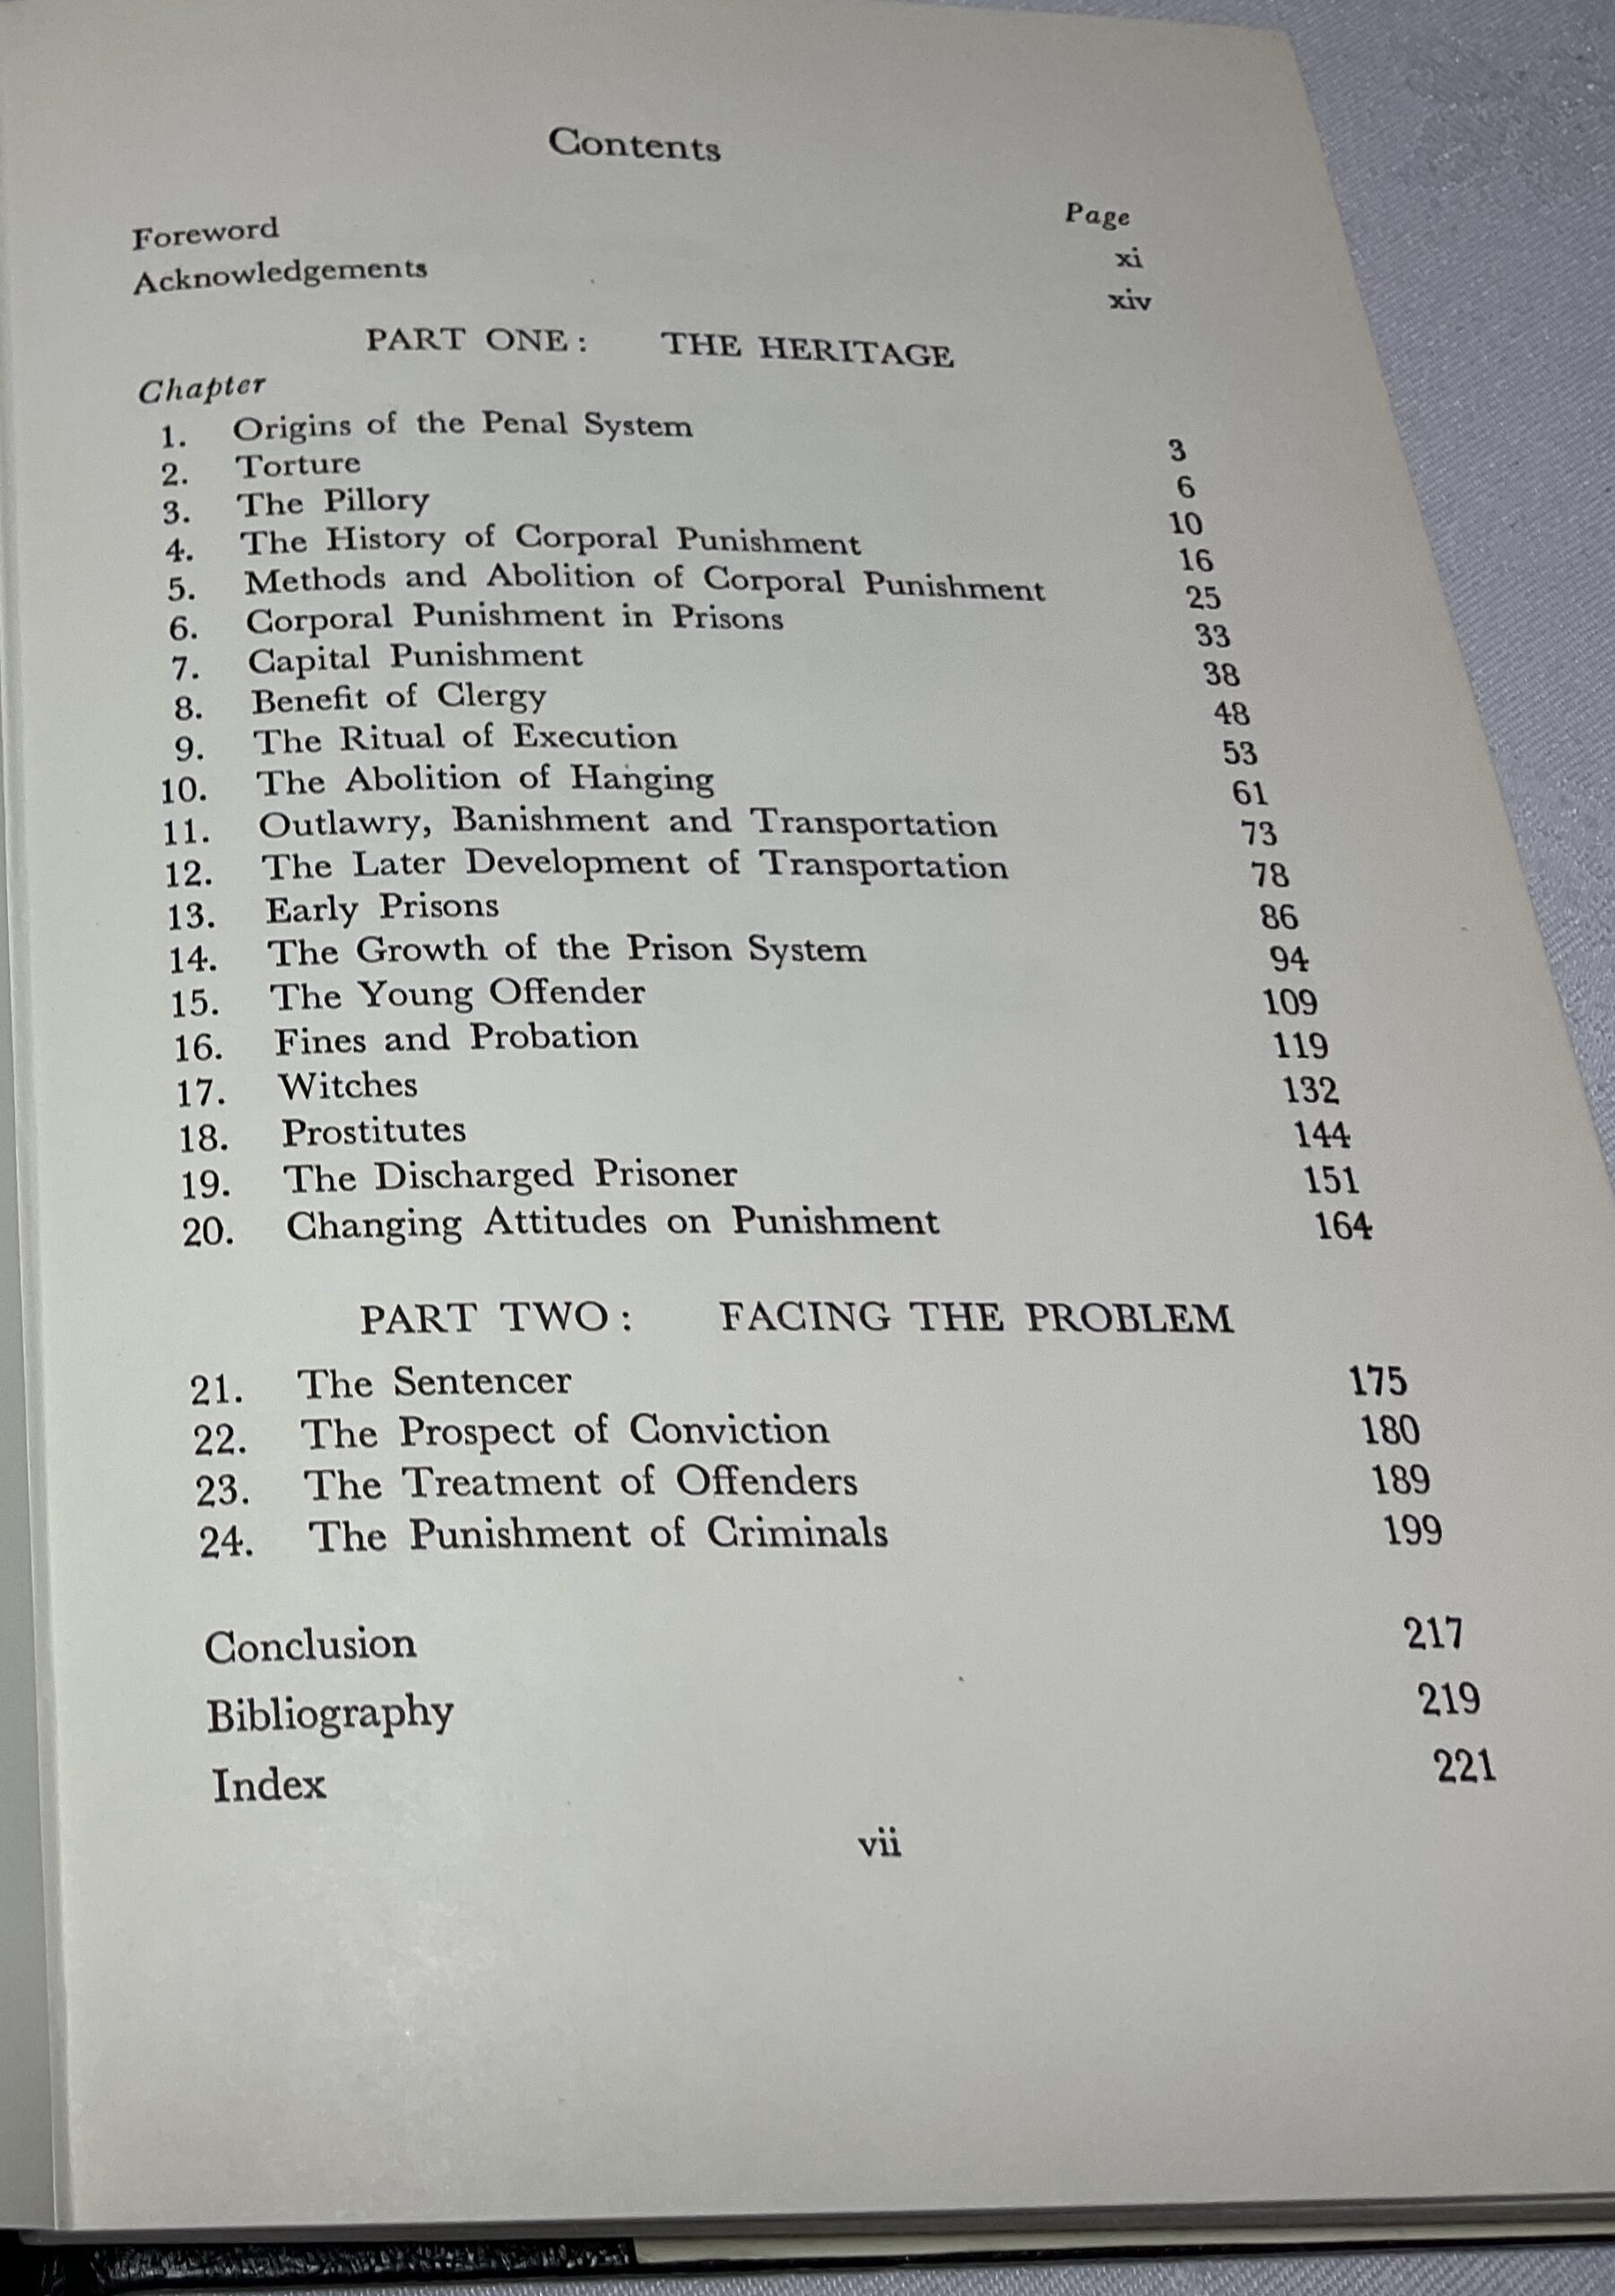 Contents
Page
Foreword xi
Acknowledgements xiv
PART ONE: THE HERITAGE
Chapter
1. Origins of the Penal System 3
2. Torture 6
3. The Pillory 10
4. The History of Corporal Punishment 16
5. Methods and Abolition of Corporal Punishment 25
6. Corporal Punishment in Prisons 33
7. Capital Punishment 38
8. Benefit of Clergy 48
9. The Ritual of Execution 53
10. The Abolition of Hanging 61
11. Outlawry, Banishment and Transportation 73
12. The Later Development of Transportation 78
13. Early Prisons 86
14. The Growth of the Prison System 94
15. The Young Offender 109
16. Fines and Probation 119
17. Witches 132
18. Prostitutes 144
19. The Discharged Prisoner 151
20. Changing Attitudes on Punishment 164
PART TWO: FACING THE PROBLEM
21. The Sentencer 175
22. The Prospect of Conviction 180
23. The Treatment of Offenders 189
24. The Punishment of Criminals 199
Conclusion 217
Bibliography 219
Index 221
vii